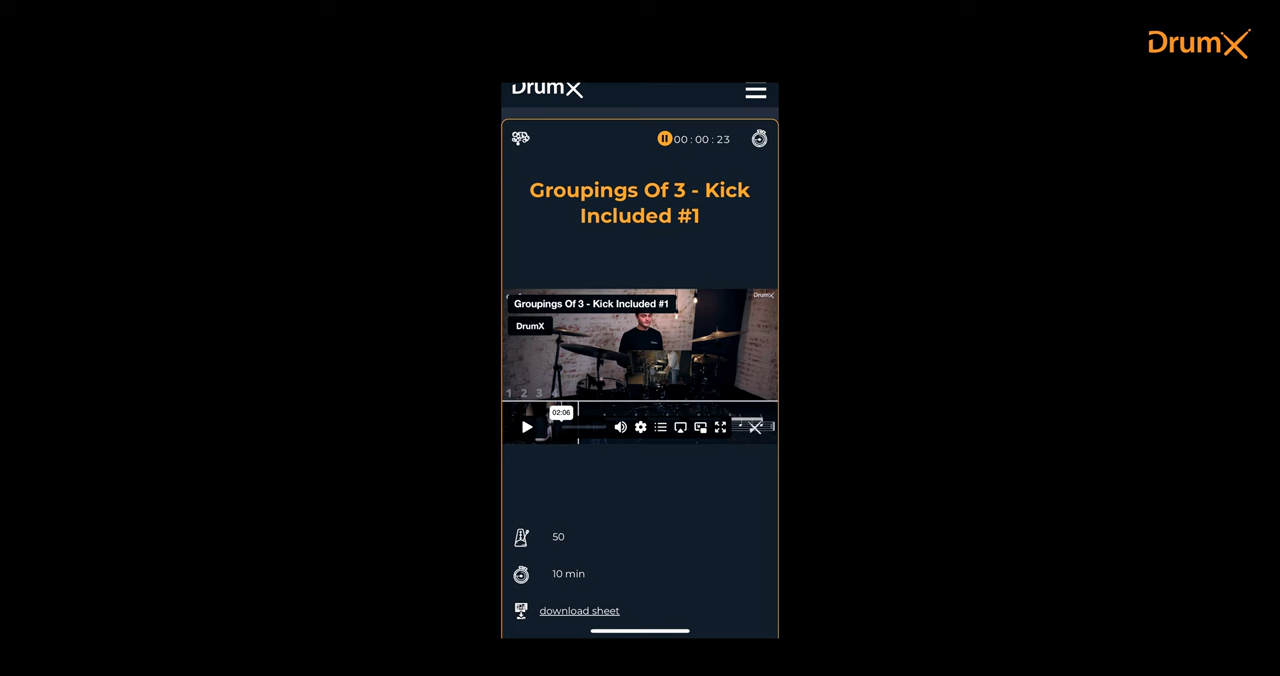 DrumX
DrumX
00 : 00 : 23
Groupings Of 3 - Kick
Included #1
Groupings Of 3 - Kick Included #1
DrumX
DrumX
1 2 3 4
02:06
50
10 min
download sheet